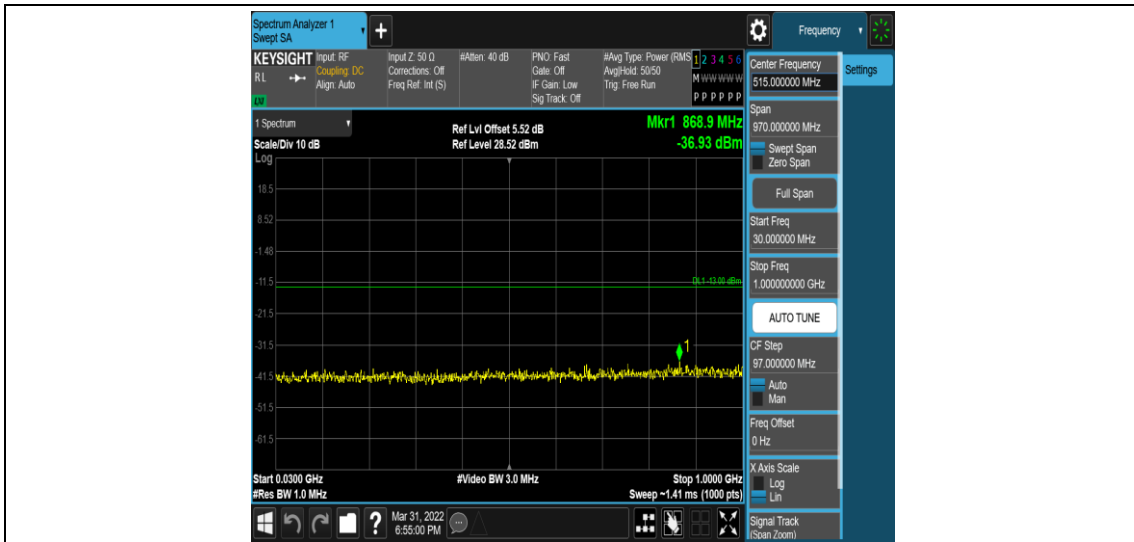 Spectrum Analyzer 1
Swept SA
+
Frequency
KEYSIGHT
RL
LXI
Input: RF
Coupling: DC
Align: Auto
Input Z: 50 Ω
Corrections: Off
Freq Ref: Int (S)
#Atten: 40 dB
PNO: Fast
Gate: Off
IF Gain: Low
Sig Track: Off
#Avg Type: Power (RMS
Avg|Hold: 50/50
Trig: Free Run
1 2 3 4 5 6
M W W W W W
P P P P P P
Center Frequency
515.000000 MHz
Settings
Span
970.000000 MHz
Swept Span
Zero Span
Full Span
Start Freq
30.000000 MHz
Stop Freq
1.000000000 GHz
AUTO TUNE
CF Step
97.000000 MHz
Auto
Man
Freq Offset
0 Hz
X Axis Scale
Log
Lin
Signal Track
(Span Zoom)
1 Spectrum
Scale/Div 10 dB
Log
Ref Lvl Offset 5.52 dB
Ref Level 28.52 dBm
Mkr1 868.9 MHz
-36.93 dBm
18.5
8.52
-1.48
-11.5
DL1 -13.00 dBm
-21.5
-31.5
1
-41.5
-51.5
-61.5
Start 0.0300 GHz
#Res BW 1.0 MHz
#Video BW 3.0 MHz
Stop 1.0000 GHz
Sweep ~1.41 ms (1000 pts)
?
Mar 31, 2022
6:55:00 PM